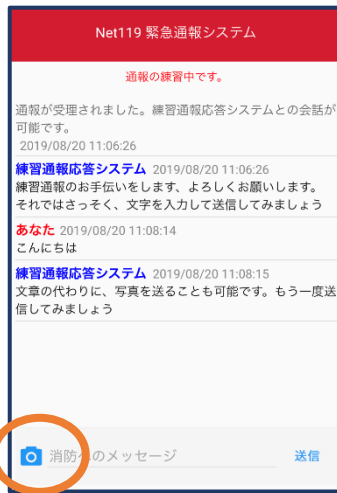 Net119 緊急通報システム
通報の練習中です。
通報が受理されました。練習通報応答システムとの会話が
可能です。
2019/08/20 11:06:26
練習通報応答システム 2019/08/20 11:06:26
練習通報のお手伝いをします、よろしくお願いします。
それではさっそく、文字を入力して送信してみましょう
あなた 2019/08/20 11:08:14
こんにちは
練習通報応答システム 2019/08/20 11:08:15
文章の代わりに、写真を送ることも可能です。もう一度送
信してみましょう
消防へのメッセージ 送信